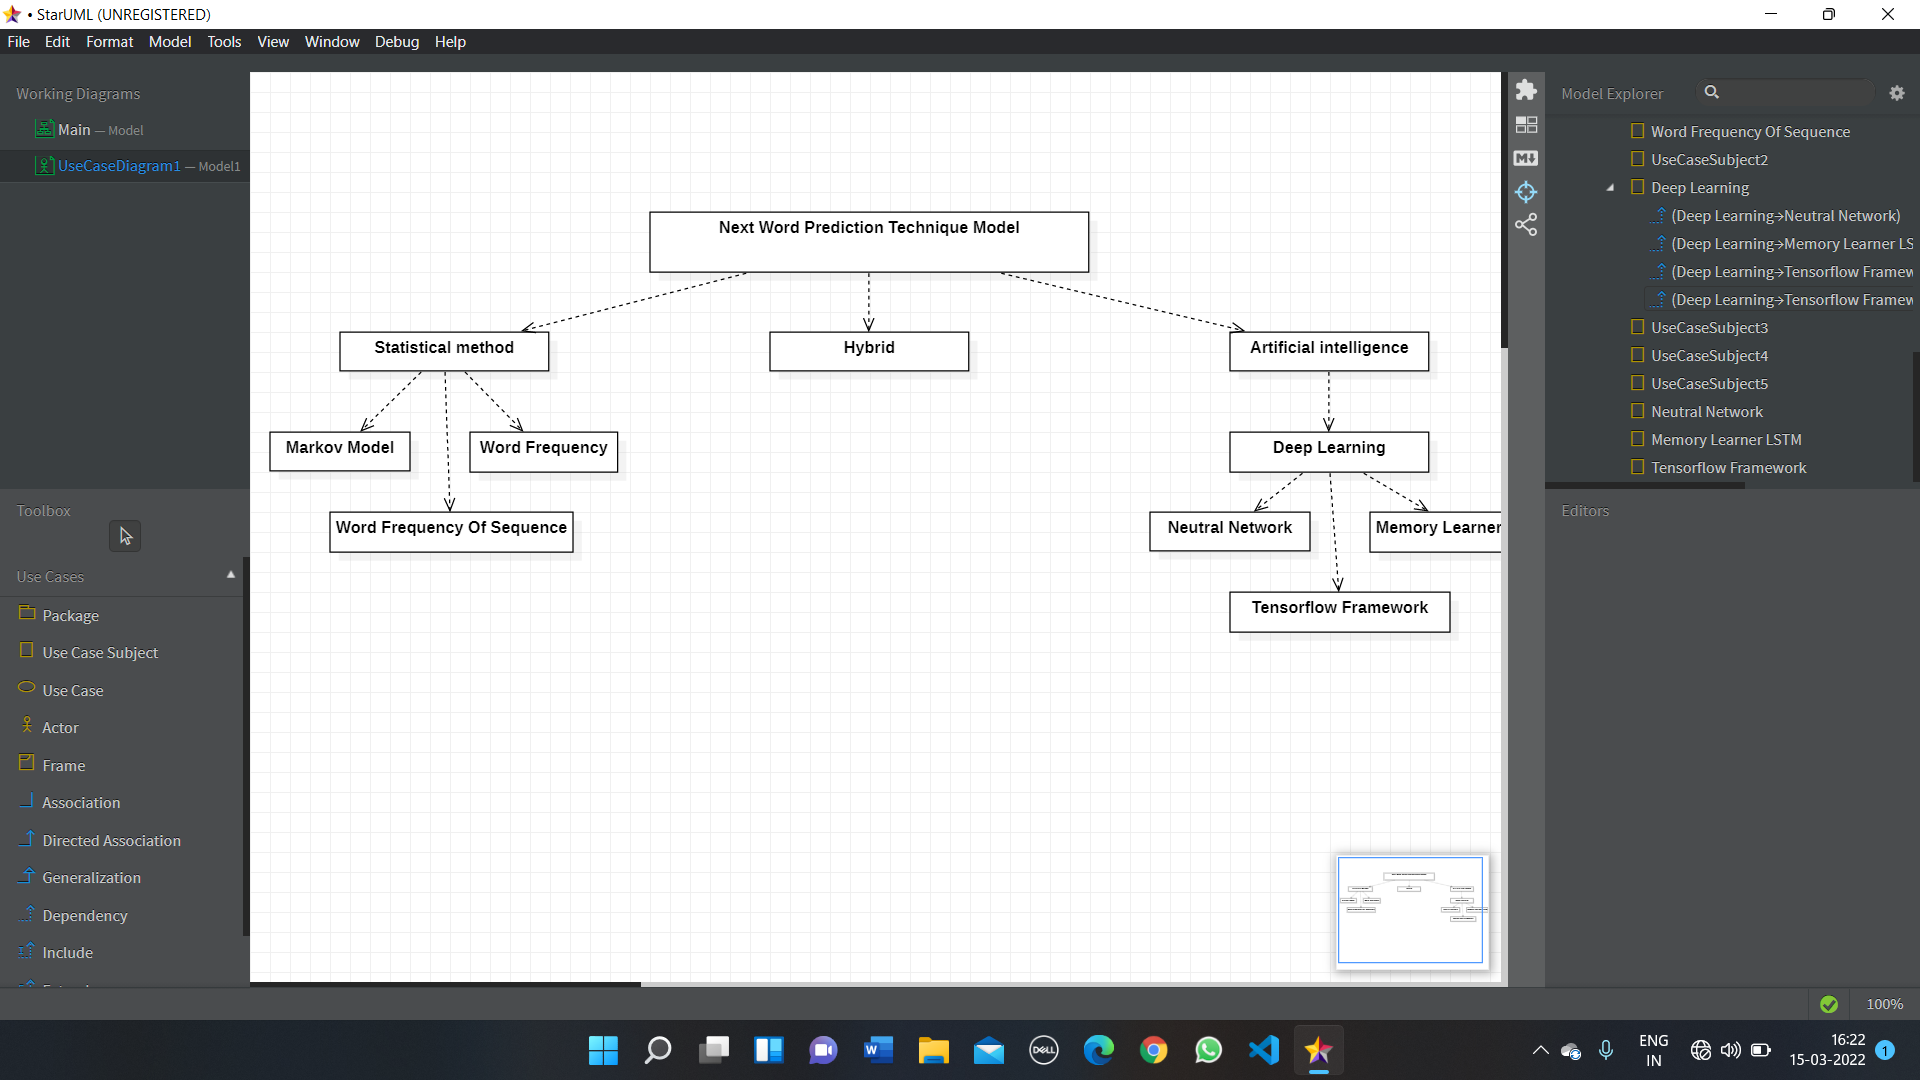 • StarUML (UNREGISTERED)
File Edit Format Model Tools View Window Debug Help
Working Diagrams
Main — Model
UseCaseDiagram1 — Model1
Toolbox
Use Cases
Package
Use Case Subject
Use Case
Actor
Frame
Association
Directed Association
Generalization
Dependency
Include
Next Word Prediction Technique Model
Statistical method
Hybrid
Artificial intelligence
Markov Model
Word Frequency
Deep Learning
Word Frequency Of Sequence
Neutral Network
Memory Learner
Tensorflow Framework
M
Model Explorer
Word Frequency Of Sequence
UseCaseSubject2
Deep Learning
(Deep Learning→Neutral Network)
(Deep Learning→Memory Learner LS
(Deep Learning→Tensorflow Framew
(Deep Learning→Tensorflow Framew
UseCaseSubject3
UseCaseSubject4
UseCaseSubject5
Neutral Network
Memory Learner LSTM
Tensorflow Framework
Editors
100%
DELL
ENG
IN
16:22
15-03-2022
1